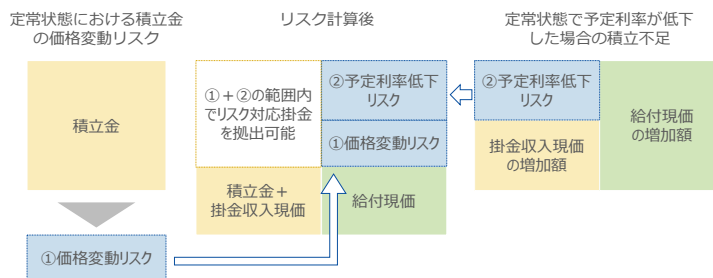 定常状態における積立金
の価格変動リスク
積立金
①価格変動リスク
リスク計算後
①＋②の範囲内
でリスク対応掛金
を拠出可能
②予定利率低下
リスク
①価格変動リスク
積立金＋
掛金収入現価
給付現価
定常状態で予定利率が低下
した場合の積立不足
②予定利率低下
リスク
掛金収入現価
の増加額
給付現価
の増加額